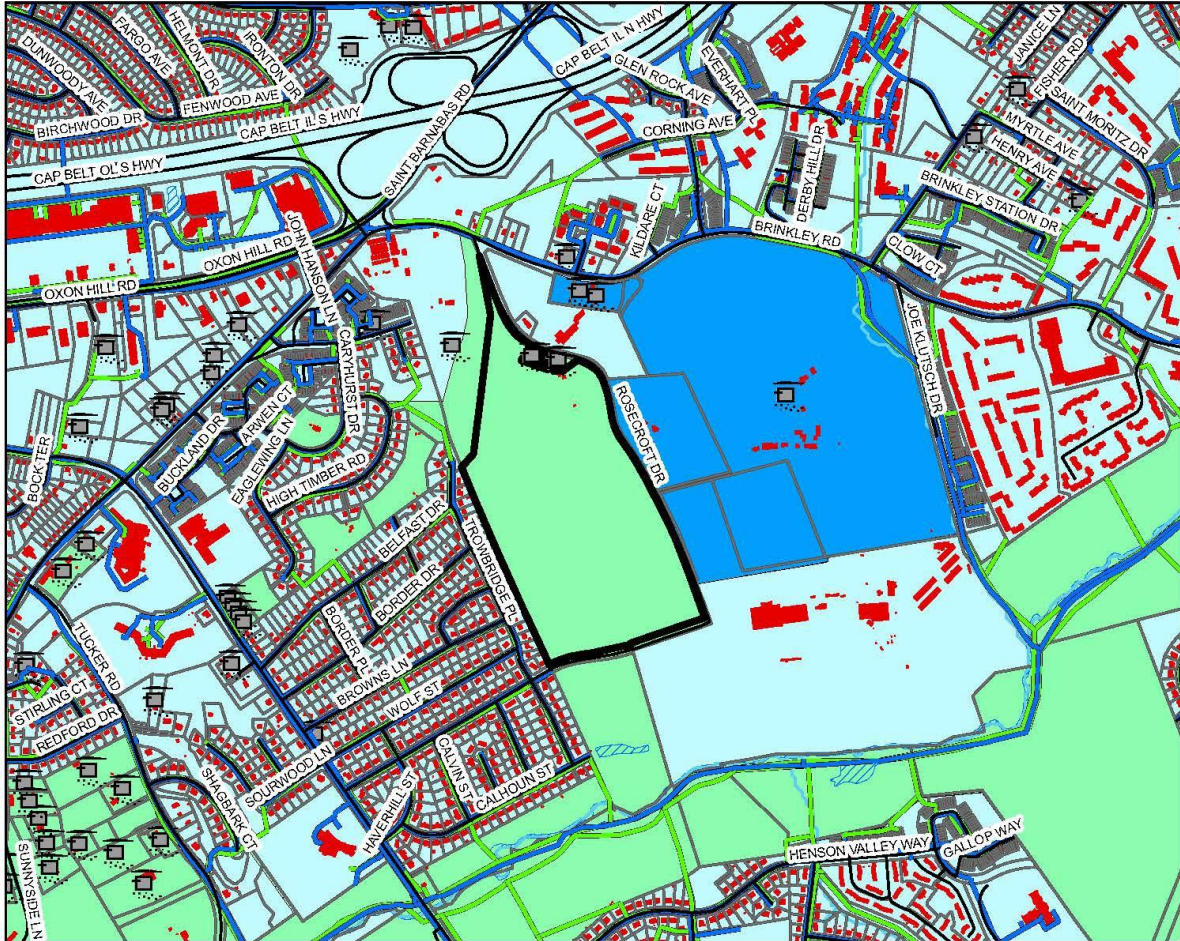 DUNWOODY AVE
FARGO AVE
HELMONT DR
IRONTON DR
FENWOOD AVE
BIRCHWOOD DR
CAP BELT IL S HWY
CAP BELT OL S HWY
SAINT BARNABAS RD
CAP BELT IL N HWY
GLEN ROCK AVE
EVERHART PL
CORNING AVE
JANICE LN
FISHER RD
SAINT MORITZ DR
MYRTLE AVE
HENRY AVE
BRINKLEY STATION DR
DERBY HILL DR
KILDARE CT
BRINKLEY RD
CLOW CT
JOE KLUTSCH DR
OXON HILL RD
OXON HILL RD
JOHN HANSON LN
CARYHURST DR
ARWEN CT
BUCKLAND DR
EAGLEWING LN
HIGH TIMBER RD
BOCK TER
ROSECROFT DR
BELFAST DR
TROWBRIDGE PL
BORDER DR
BORDER PL
BROWNS LN
WOLF ST
TUCKER RD
STIRLING CT
REDFORD DR
SOURWOOD LN
SHAGBARK CT
CALVIN ST
CALHOUN ST
HAVERHILL ST
SUNNYSIDE LN
HENSON VALLEY WAY
GALLOP WAY